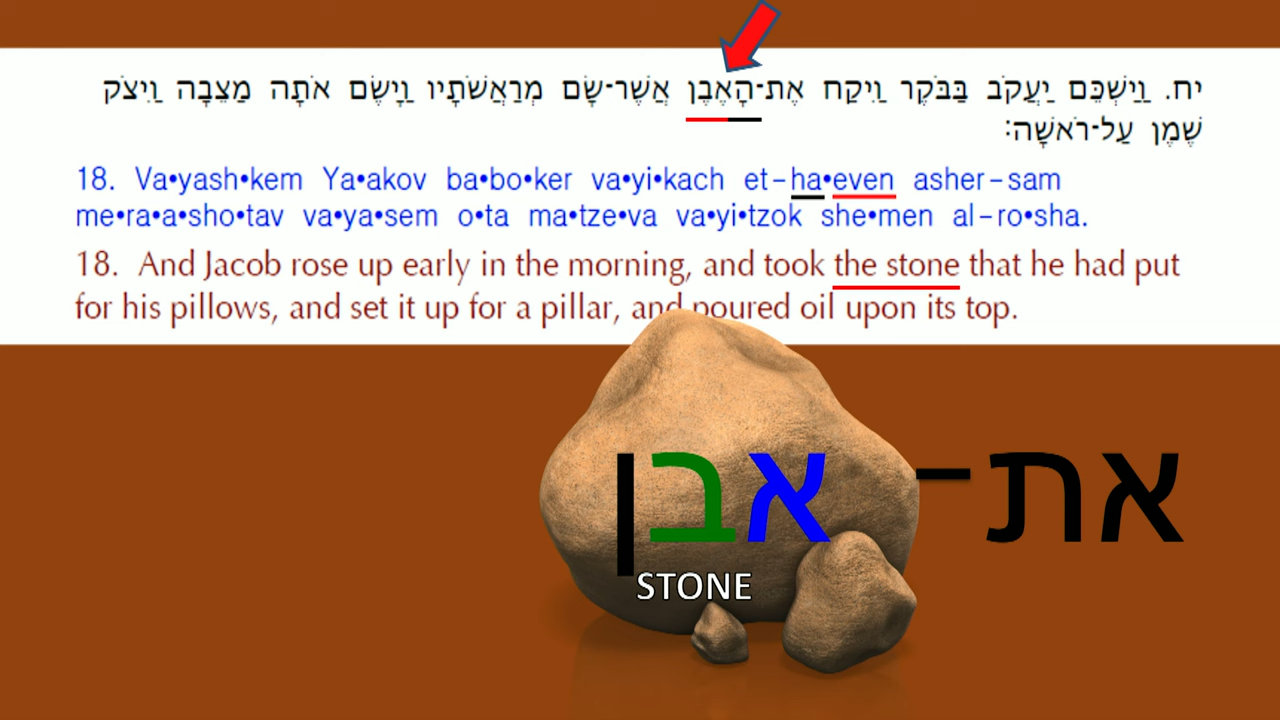 יח. וַיַּשְׁכֵּם יַעֲקֹב בַּבֹּקֶר וַיִּקַּח אֶת־הָאֶבֶן אֲשֶׁר־שָׂם מְרַאֲשֹׁתָיו וַיָּשֶׂם אֹתָהּ מַצֵּבָה וַיִּצֹק
שֶׁמֶן עַל־רֹאשָׁהּ:
18. Va•yash•kem Ya•akov ba•bo•ker va•yi•kach et–ha•even asher–sam
me•ra•a•sho•tav va•ya•sem o•ta ma•tze•va va•yi•tzok she•men al–ro•sha.
18. And Jacob rose up early in the morning, and took the stone that he had put
for his pillows, and set it up for a pillar, and poured oil upon its top.
את־ אבן
STONE